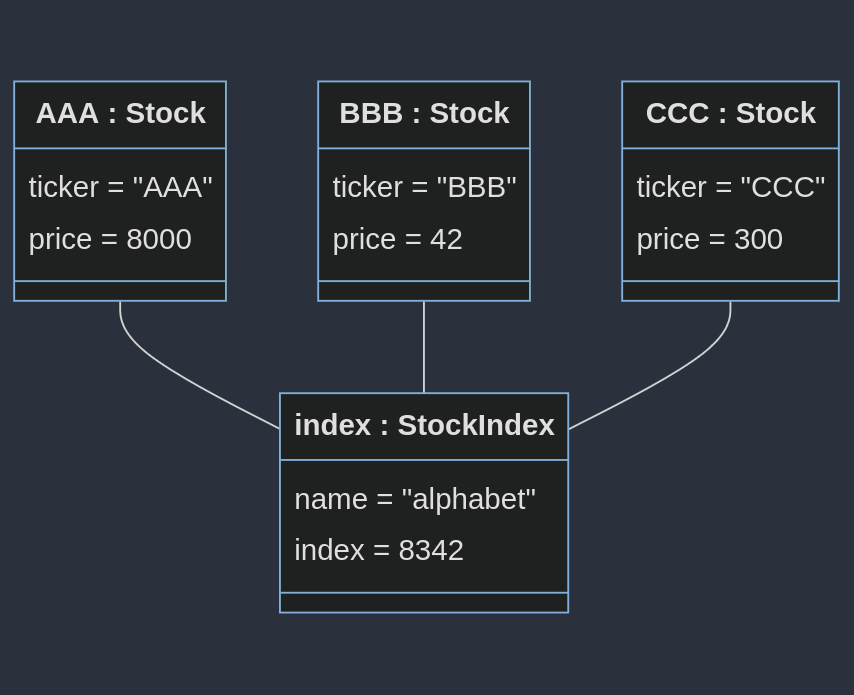 AAA : Stock
ticker = "AAA"
price = 8000
BBB : Stock
ticker = "BBB"
price = 42
CCC : Stock
ticker = "CCC"
price = 300
index : StockIndex
name = "alphabet"
index = 8342